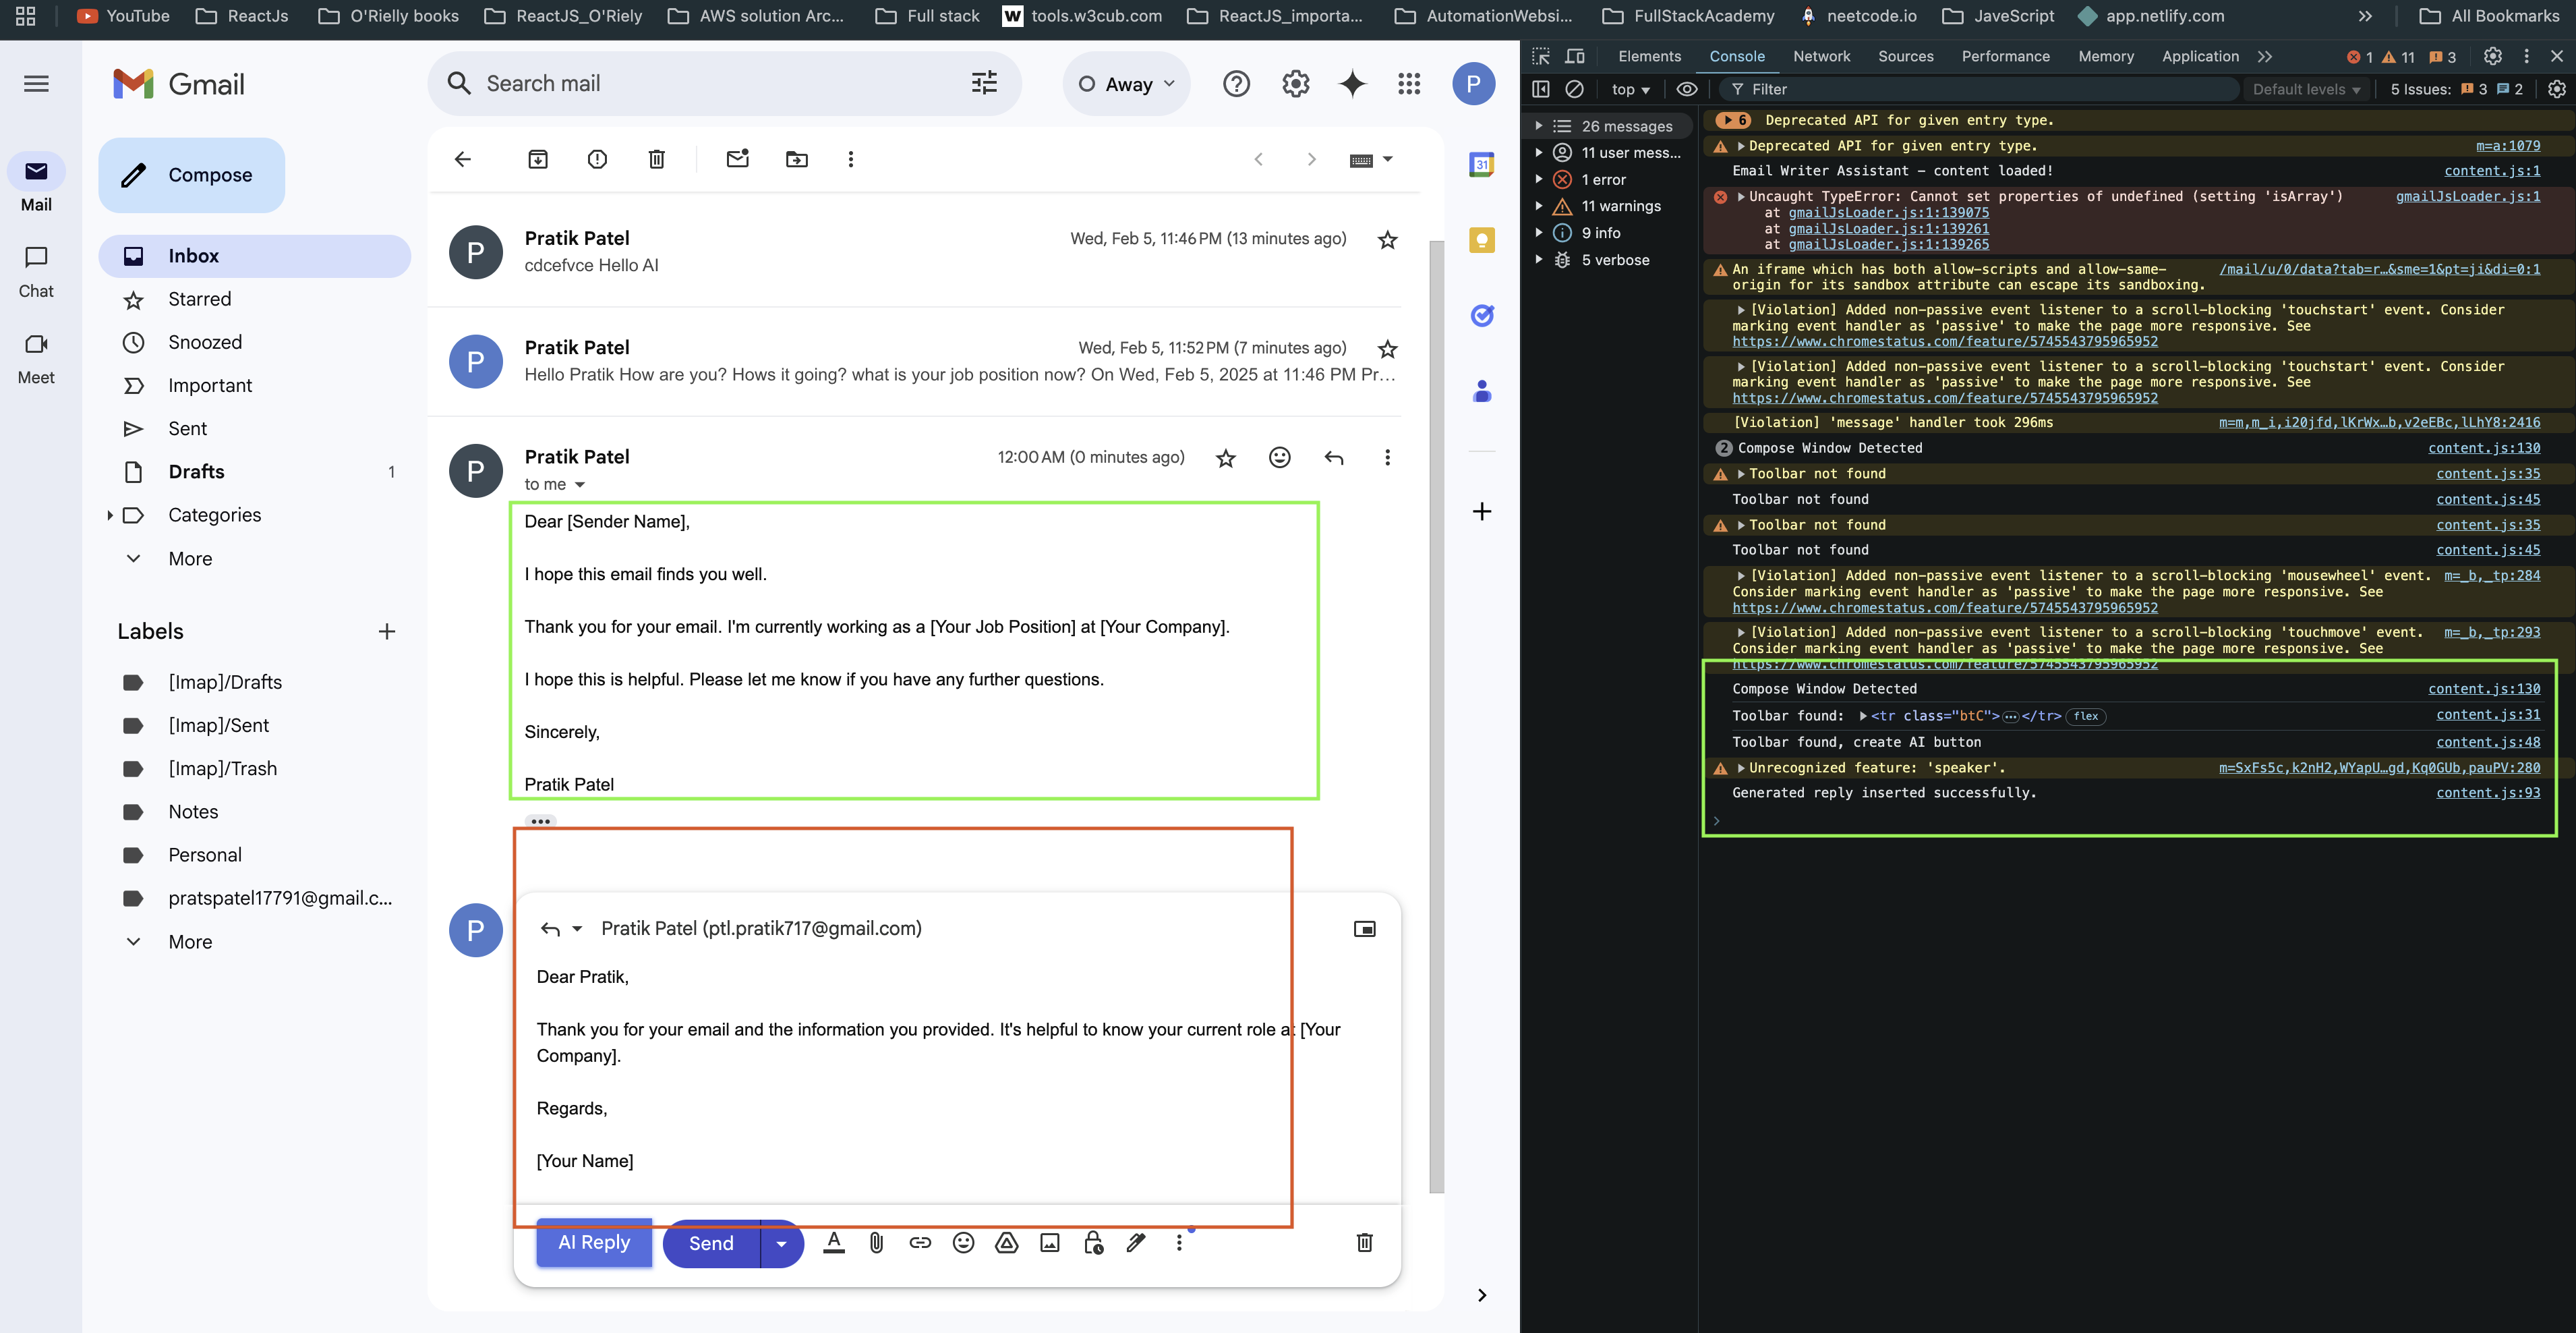 YouTube ReactJs O'Rielly books ReactJS_O'Riely AWS solution Arc... Full stack W tools.w3cub.com ReactJS_importa... AutomationWebsi... FullStackAcademy neetcode.io JaveScript app.netlify.com » All Bookmarks
Gmail
Search mail
Away
P
Mail
Chat
Meet
Compose
Inbox
Starred
Snoozed
Important
Sent
Drafts 1
Categories
More
Labels
[Imap]/Drafts
[Imap]/Sent
[Imap]/Trash
Notes
Personal
pratspatel17791@gmail.c...
More
P
Pratik Patel Wed, Feb 5, 11:46 PM (13 minutes ago)
cdcefvce Hello AI
P
Pratik Patel Wed, Feb 5, 11:52 PM (7 minutes ago)
Hello Pratik How are you? Hows it going? what is your job position now? On Wed, Feb 5, 2025 at 11:46 PM Pr...
P
Pratik Patel 12:00 AM (0 minutes ago)
to me
Dear [Sender Name],
I hope this email finds you well.
Thank you for your email. I'm currently working as a [Your Job Position] at [Your Company].
I hope this is helpful. Please let me know if you have any further questions.
Sincerely,
Pratik Patel
P
Pratik Patel (ptl.pratik717@gmail.com)
Dear Pratik,
Thank you for your email and the information you provided. It's helpful to know your current role at [Your
Company].
Regards,
[Your Name]
AI Reply Send
31
Elements Console Network Sources Performance Memory Application » 1 11 3
top Filter Default levels 5 Issues: 3 2
26 messages
11 user mess...
1 error
11 warnings
9 info
5 verbose
6 Deprecated API for given entry type.
Deprecated API for given entry type. m=a:1079
Email Writer Assistant - content loaded! content.js:1
Uncaught TypeError: Cannot set properties of undefined (setting 'isArray') gmailJsLoader.js:1
at gmailJsLoader.js:1:139075
at gmailJsLoader.js:1:139261
at gmailJsLoader.js:1:139265
An iframe which has both allow-scripts and allow-same- /mail/u/0/data?tab=r…&sme=1&pt=ji&di=0:1
origin for its sandbox attribute can escape its sandboxing.
[Violation] Added non-passive event listener to a scroll-blocking 'touchstart' event. Consider
marking event handler as 'passive' to make the page more responsive. See
https://www.chromestatus.com/feature/5745543795965952
[Violation] Added non-passive event listener to a scroll-blocking 'touchstart' event. Consider
marking event handler as 'passive' to make the page more responsive. See
https://www.chromestatus.com/feature/5745543795965952
[Violation] 'message' handler took 296ms m=m,m_i,i20jfd,lKrWx…b,v2eEBc,lLhY8:2416
2 Compose Window Detected content.js:130
Toolbar not found content.js:35
Toolbar not found content.js:45
Toolbar not found content.js:35
Toolbar not found content.js:45
[Violation] Added non-passive event listener to a scroll-blocking 'mousewheel' event. m=_b,_tp:284
Consider marking event handler as 'passive' to make the page more responsive. See
https://www.chromestatus.com/feature/5745543795965952
[Violation] Added non-passive event listener to a scroll-blocking 'touchmove' event. m=_b,_tp:293
Consider marking event handler as 'passive' to make the page more responsive. See
https://www.chromestatus.com/feature/5745543795965952
Compose Window Detected content.js:130
Toolbar found: <tr class="btC">…</tr> flex content.js:31
Toolbar found, create AI button content.js:48
Unrecognized feature: 'speaker'. m=SxFs5c,k2nH2,WYapU…gd,Kq0GUb,pauPV:280
Generated reply inserted successfully. content.js:93